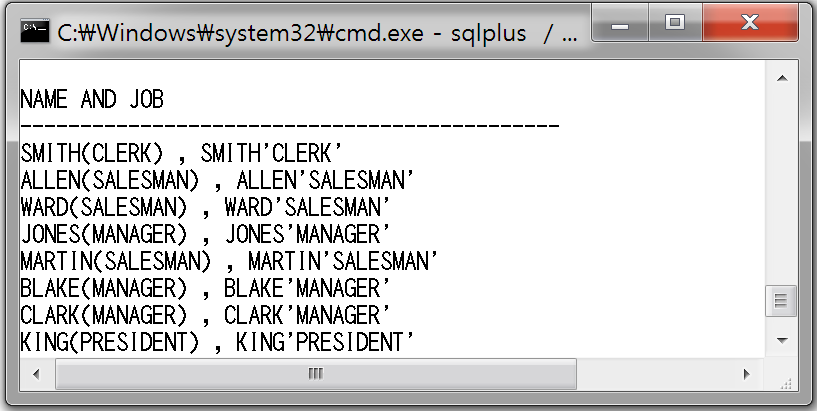 C:₩Windows₩system32₩cmd.exe - sqlplus  / ...
NAME AND JOB
---------------------------------------------
SMITH(CLERK) , SMITH'CLERK'
ALLEN(SALESMAN) , ALLEN'SALESMAN'
WARD(SALESMAN) , WARD'SALESMAN'
JONES(MANAGER) , JONES'MANAGER'
MARTIN(SALESMAN) , MARTIN'SALESMAN'
BLAKE(MANAGER) , BLAKE'MANAGER'
CLARK(MANAGER) , CLARK'MANAGER'
KING(PRESIDENT) , KING'PRESIDENT'